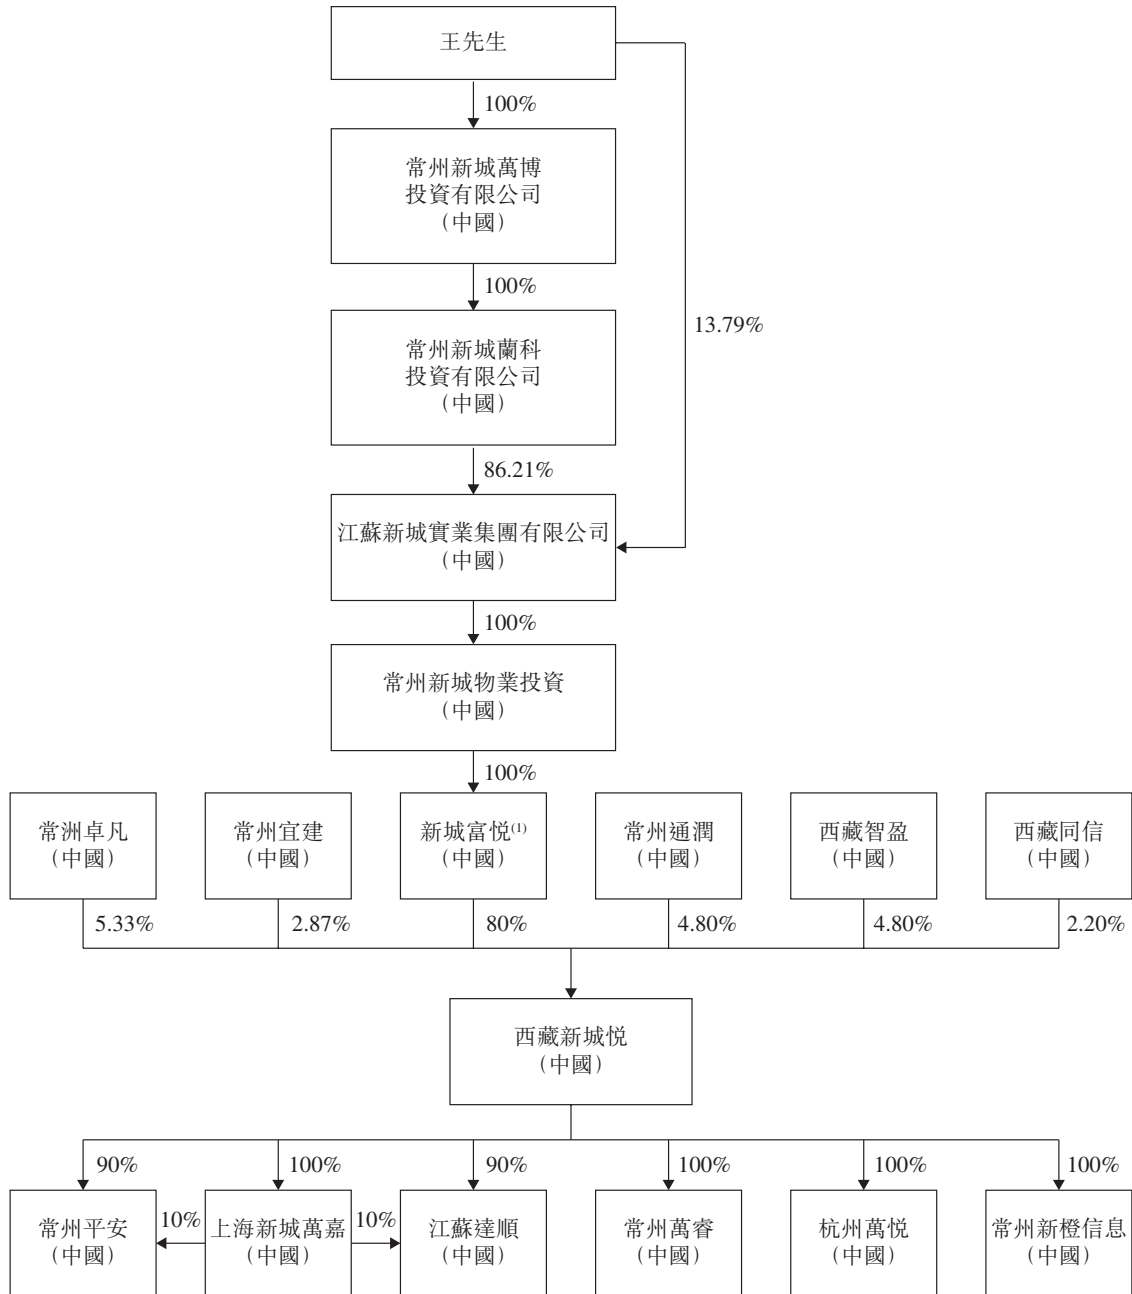 王先生
100%
常州新城萬博
投資有限公司
(中國)
100%
13.79%
常州新城蘭科
投資有限公司
(中國)
86.21%
江蘇新城實業集團有限公司
(中國)
100%
常州新城物業投資
(中國)
100%
常洲卓凡
(中國)
常州宜建
(中國)
新城富悦(1)
(中國)
常州通潤
(中國)
西藏智盈
(中國)
西藏同信
(中國)
5.33%
2.87%
80%
4.80%
4.80%
2.20%
西藏新城悦
(中國)
90%
100%
90%
100%
100%
100%
常州平安
(中國)
10%
上海新城萬嘉
(中國)
10%
江蘇達順
(中國)
常州萬睿
(中國)
杭州萬悦
(中國)
常州新橙信息
(中國)